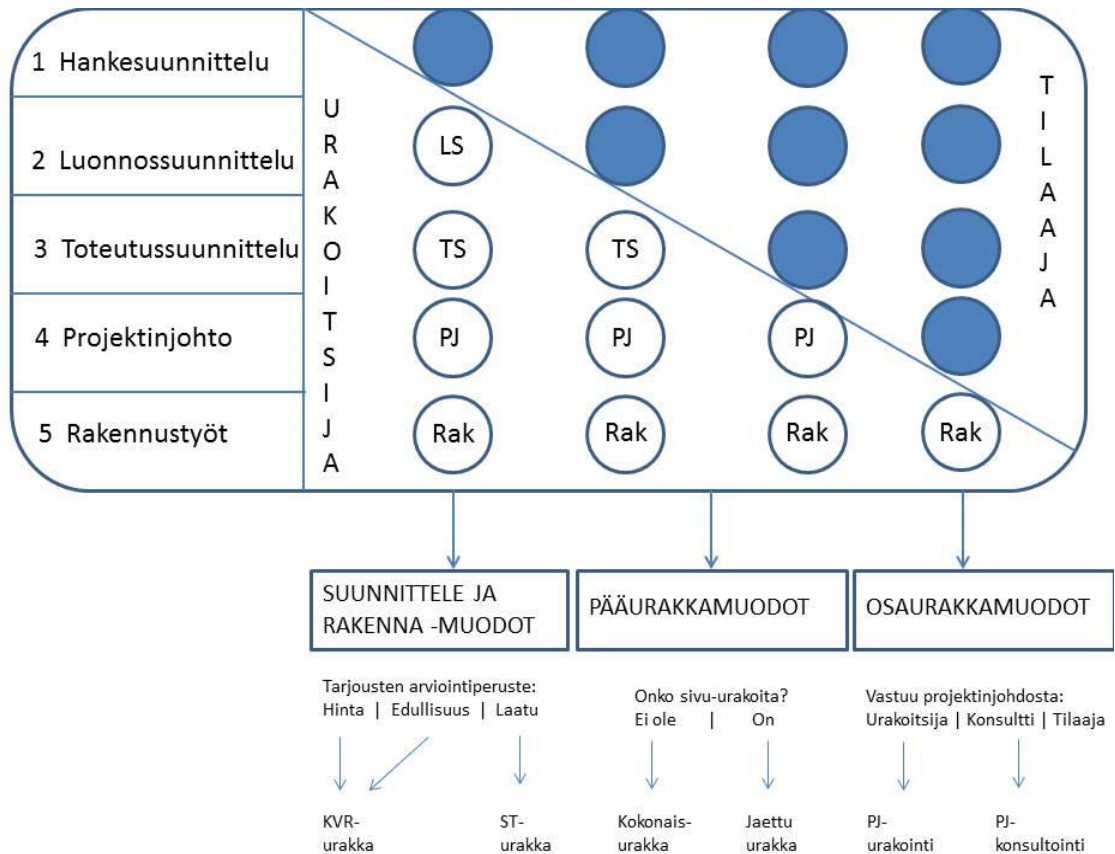 1 Hankesuunnittelu
2 Luonnossuunnittelu
3 Toteutussuunnittelu
4 Projektinjohto
5 Rakennustyöt
URAKOITSIJA
LS
TS TS
PJ PJ PJ
Rak Rak Rak Rak
TILAAJA
SUUNNITTELE JA
RAKENNA -MUODOT
PÄÄURAKKAMUODOT
OSAURAKKAMUODOT
Tarjousten arviointiperuste:
Hinta | Edullisuus | Laatu
Onko sivu-urakoita?
Ei ole | On
Vastuu projektinjohdosta:
Urakoitsija | Konsultti | Tilaaja
KVR-
urakka
ST-
urakka
Kokonais-
urakka
Jaettu
urakka
PJ-
urakointi
PJ-
konsultointi